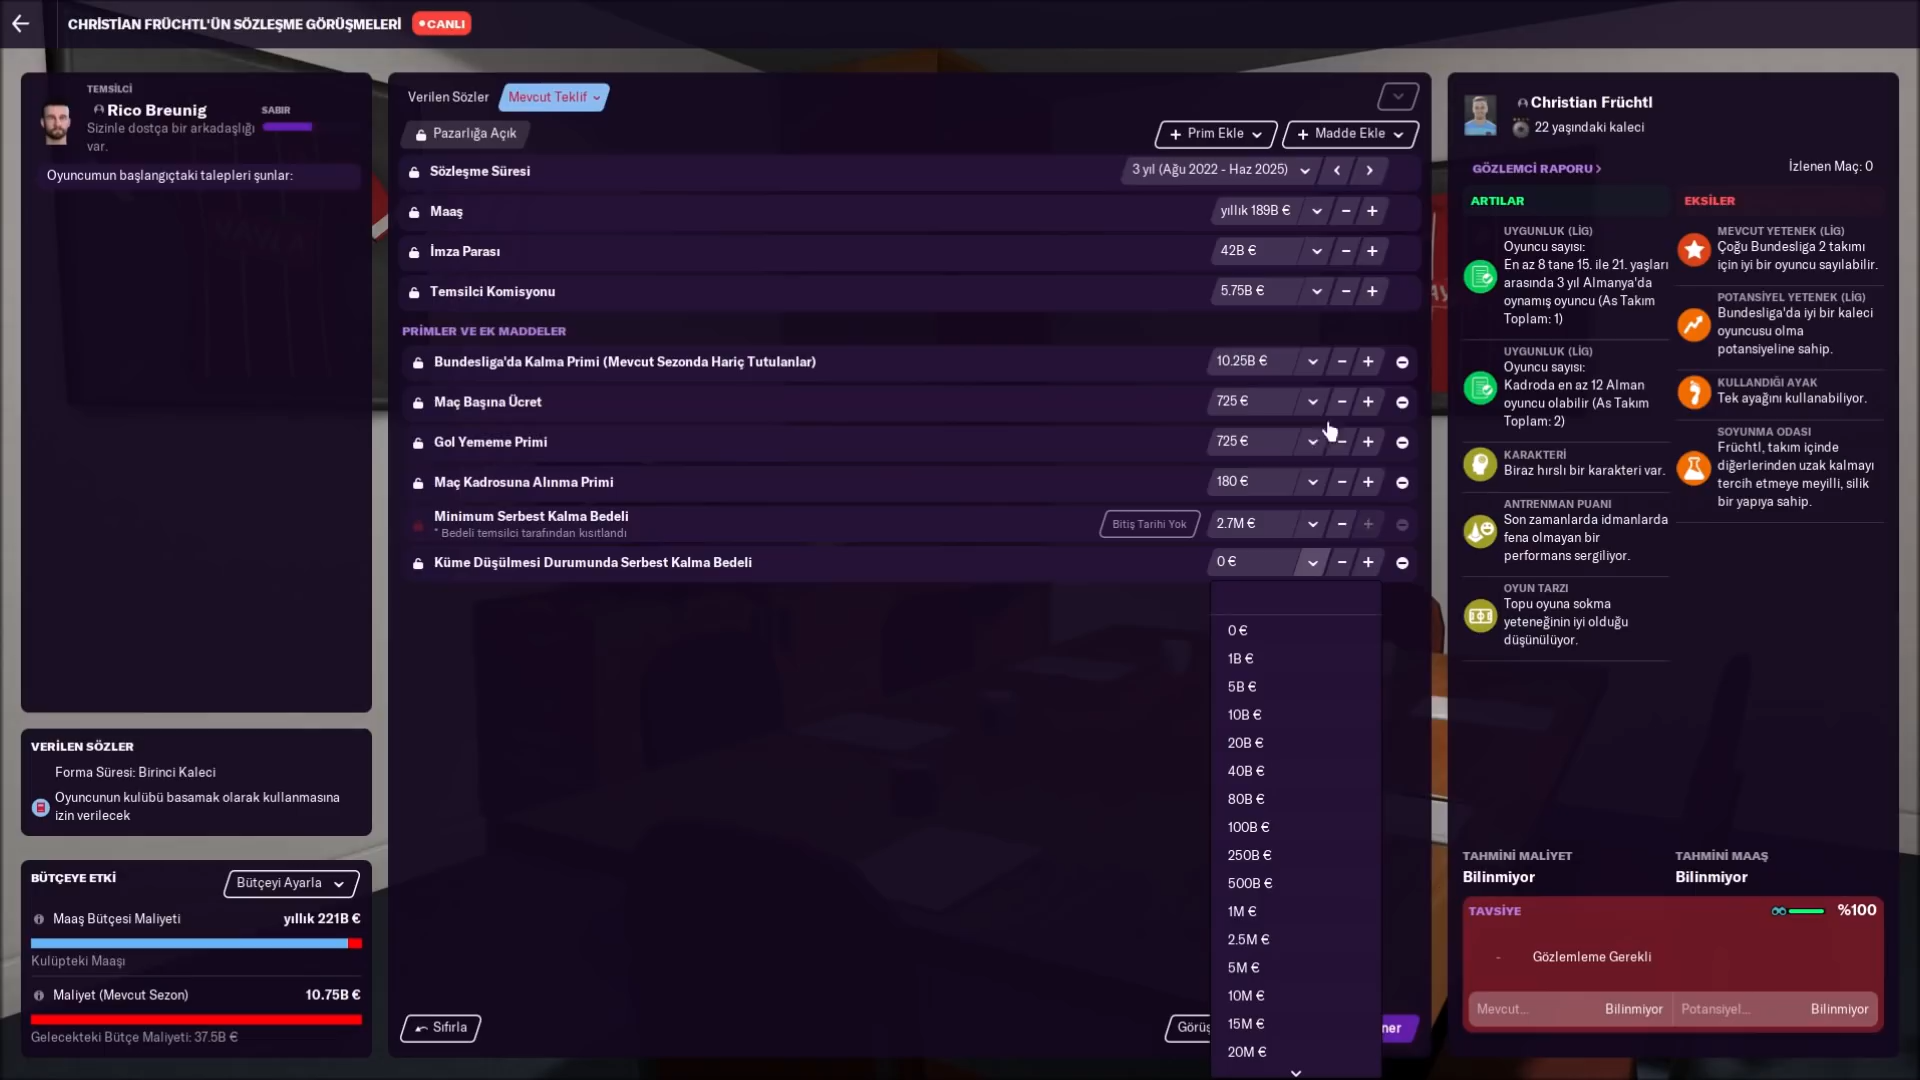 CHRİSTİAN FRÜCHTL'ÜN SÖZLEŞME GÖRÜŞMELERİ
CANLI
TEMSİLCİ
Rico Breunig
SABIR
Sizinle dostça bir arkadaşlığı
var.
Oyuncumun başlangıçtaki talepleri şunlar:
VERİLEN SÖZLER
Forma Süresi: Birinci Kaleci
Oyuncunun kulübü basamak olarak kullanmasına
izin verilecek
BÜTÇEYE ETKİ
Bütçeyi Ayarla
Maaş Bütçesi Maliyeti
yıllık 221B €
Kulüpteki Maaşı
Maliyet (Mevcut Sezon)
10.75B €
Gelecekteki Bütçe Maliyeti: 37.5B €
Verilen Sözler
Mevcut Teklif
Pazarlığa Açık
Prim Ekle
Madde Ekle
Sözleşme Süresi
3 yıl (Ağu 2022 - Haz 2025)
Maaş
yıllık 189B €
İmza Parası
42B €
Temsilci Komisyonu
5.75B €
PRİMLER VE EK MADDELER
Bundesliga'da Kalma Primi (Mevcut Sezonda Hariç Tutulanlar)
10.25B €
Maç Başına Ücret
725 €
Gol Yememe Primi
725 €
Maç Kadrosuna Alınma Primi
180 €
Minimum Serbest Kalma Bedeli
* Bedeli temsilci tarafından kısıtlandı
Bitiş Tarihi Yok
2.7M €
Küme Düşülmesi Durumunda Serbest Kalma Bedeli
0 €
0 €
1B €
5B €
10B €
20B €
40B €
80B €
100B €
250B €
500B €
1M €
2.5M €
5M €
10M €
15M €
20M €
Sıfırla
Görüş
ner
Christian Früchtl
22 yaşındaki kaleci
GÖZLEMCİ RAPORU
İzlenen Maç: 0
ARTILAR
UYGUNLUK (LİG)
Oyuncu sayısı:
En az 8 tane 15. ile 21. yaşları
arasında 3 yıl Almanya'da
oynamış oyuncu (As Takım
Toplam: 1)
UYGUNLUK (LİG)
Oyuncu sayısı:
Kadroda en az 12 Alman
oyuncu olabilir (As Takım
Toplam: 2)
KARAKTERİ
Biraz hırslı bir karakteri var.
ANTRENMAN PUANI
Son zamanlarda idmanlarda
fena olmayan bir
performans sergiliyor.
OYUN TARZI
Topu oyuna sokma
yeteneğinin iyi olduğu
düşünülüyor.
EKSİLER
MEVCUT YETENEK (LİG)
Çoğu Bundesliga 2 takımı
için iyi bir oyuncu sayılabilir.
POTANSİYEL YETENEK (LİG)
Bundesliga'da iyi bir kaleci
oyuncusu olma
potansiyeline sahip.
KULLANDIĞI AYAK
Tek ayağını kullanabiliyor.
SOYUNMA ODASI
Früchtl, takım içinde
diğerlerinden uzak kalmayı
tercih etmeye meyilli, silik
bir yapıya sahip.
TAHMİNİ MALİYET
Bilinmiyor
TAHMİNİ MAAŞ
Bilinmiyor
TAVSİYE
%100
- Gözlemleme Gerekli
Mevcut... Bilinmiyor
Potansiyel... Bilinmiyor